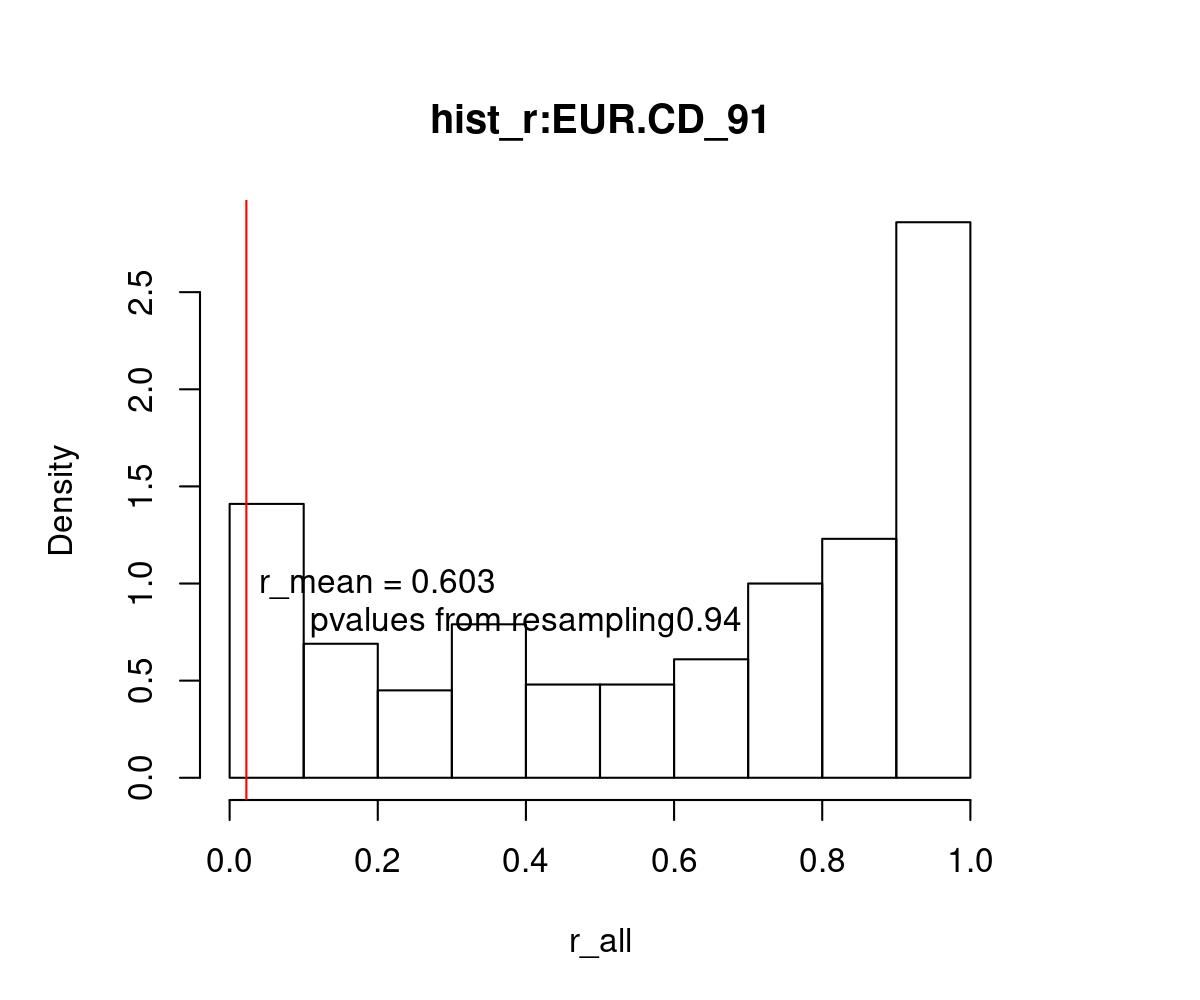 hist_r:EUR.CD_91
Density
2.5
2.0
1.5
1.0
0.5
0.0
r_mean = 0.603
pvalues from resampling0.94
0.0 0.2 0.4 0.6 0.8 1.0
r_all